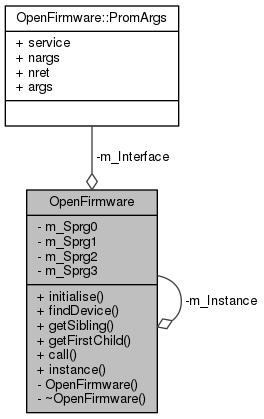 OpenFirmware::PromArgs
+ service
+ nargs
+ nret
+ args
-m_Interface
OpenFirmware
- m_Sprg0
- m_Sprg1
- m_Sprg2
- m_Sprg3
-m_Instance
+ initialise()
+ findDevice()
+ getSibling()
+ getFirstChild()
+ call()
+ instance()
- OpenFirmware()
- ~OpenFirmware()